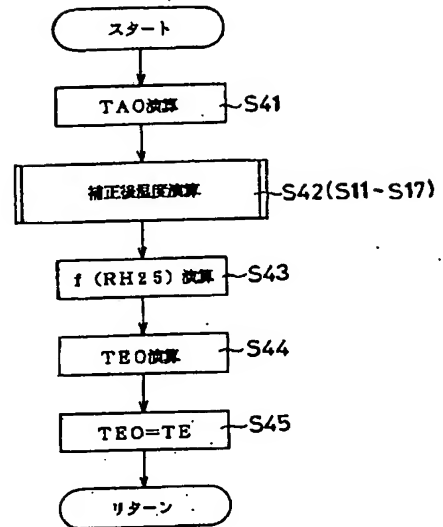 スタート
TAO演算 S41
補正後湿度演算 S42(S11~S17)
f(RH25)演算 S43
TEO演算 S44
TEO=TE S45
リターン